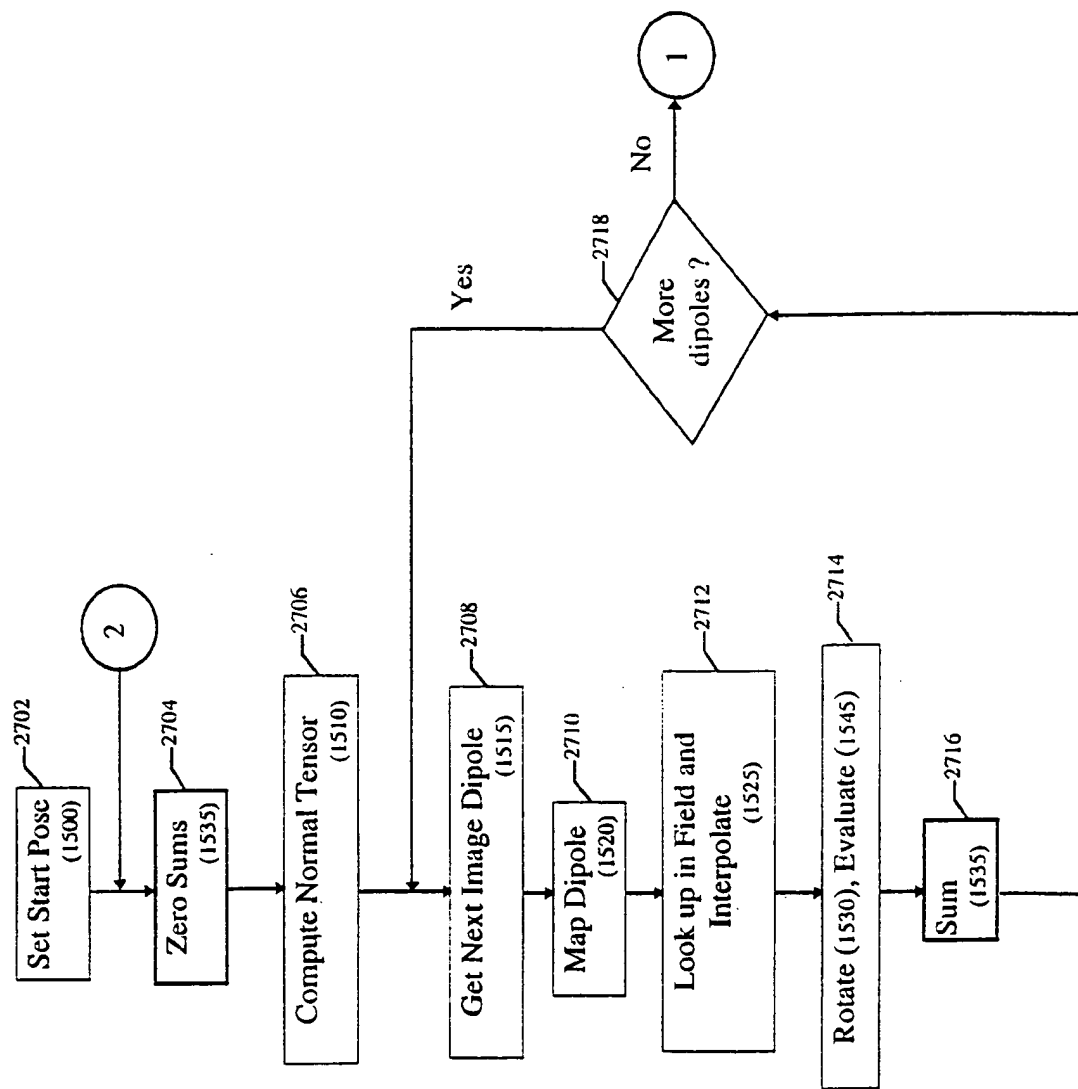 Set Start Pose
(1500)
2702
2
Zero Sums
(1535)
2704
Compute Normal Tensor
(1510)
2706
Get Next Image Dipole
(1515)
2708
Map Dipole
(1520)
2710
Look up in Field and
Interpolate
(1525)
2712
Rotate (1530), Evaluate (1545)
2714
Sum
(1535)
2716
More
dipoles ?
2718
Yes
No
1